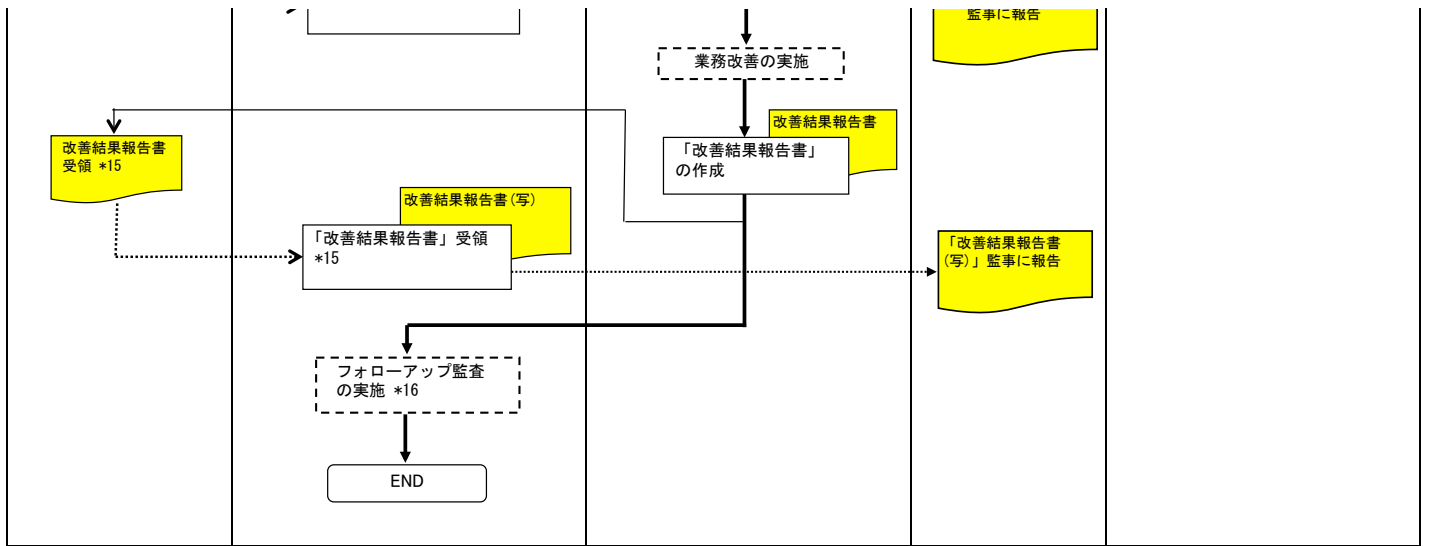 監事に報告
業務改善の実施
改善結果報告書
「改善結果報告書」
の作成
改善結果報告書
受領 *15
改善結果報告書(写)
「改善結果報告書」受領
*15
「改善結果報告書
(写)」監事に報告
フォローアップ監査
の実施 *16
END